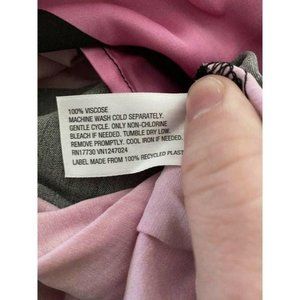 100% VISCOSE
MACHINE WASH COLD SEPARATELY.
GENTLE CYCLE. ONLY NON-CHLORINE
BLEACH IF NEEDED. TUMBLE DRY LOW.
REMOVE PROMPTLY. COOL IRON IF NEEDED.
RN17730 VN1247024
LABEL MADE FROM 100% RECYCLED PLAST